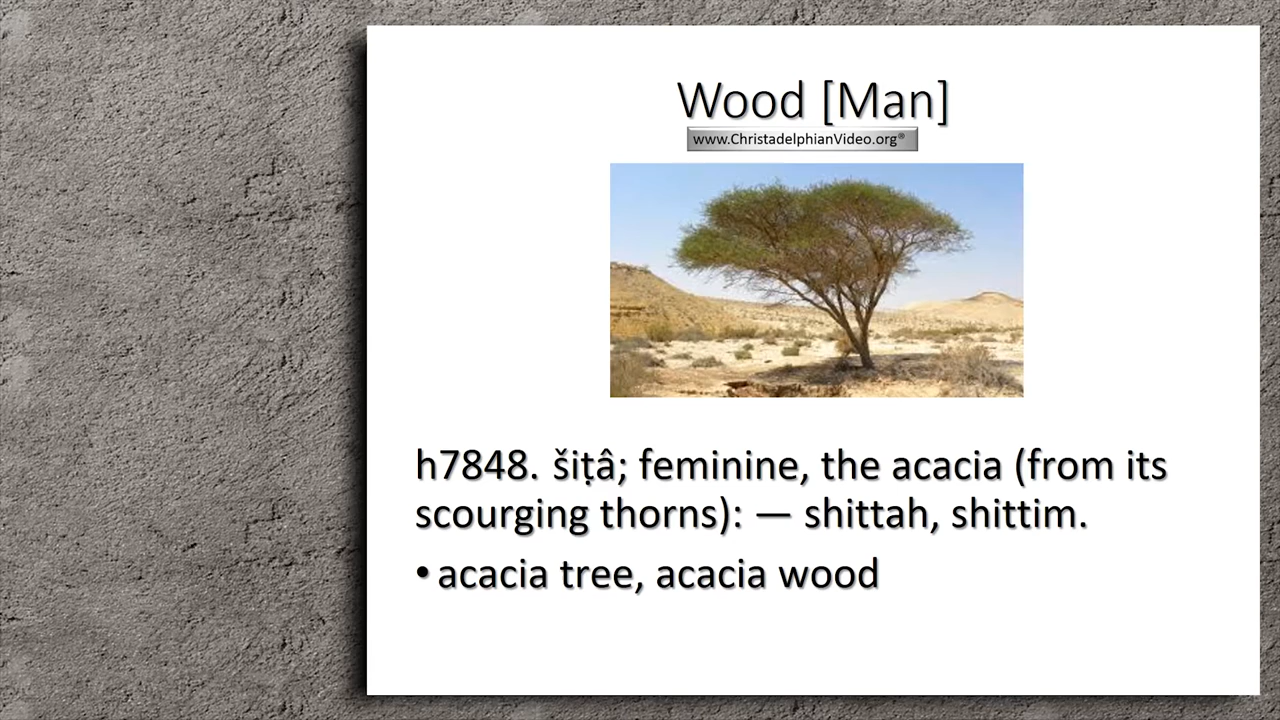 Wood [Man]
www.ChristadelphianVideo.org®
h7848. šiṭâ; feminine, the acacia (from its
scourging thorns): — shittah, shittim.
• acacia tree, acacia wood